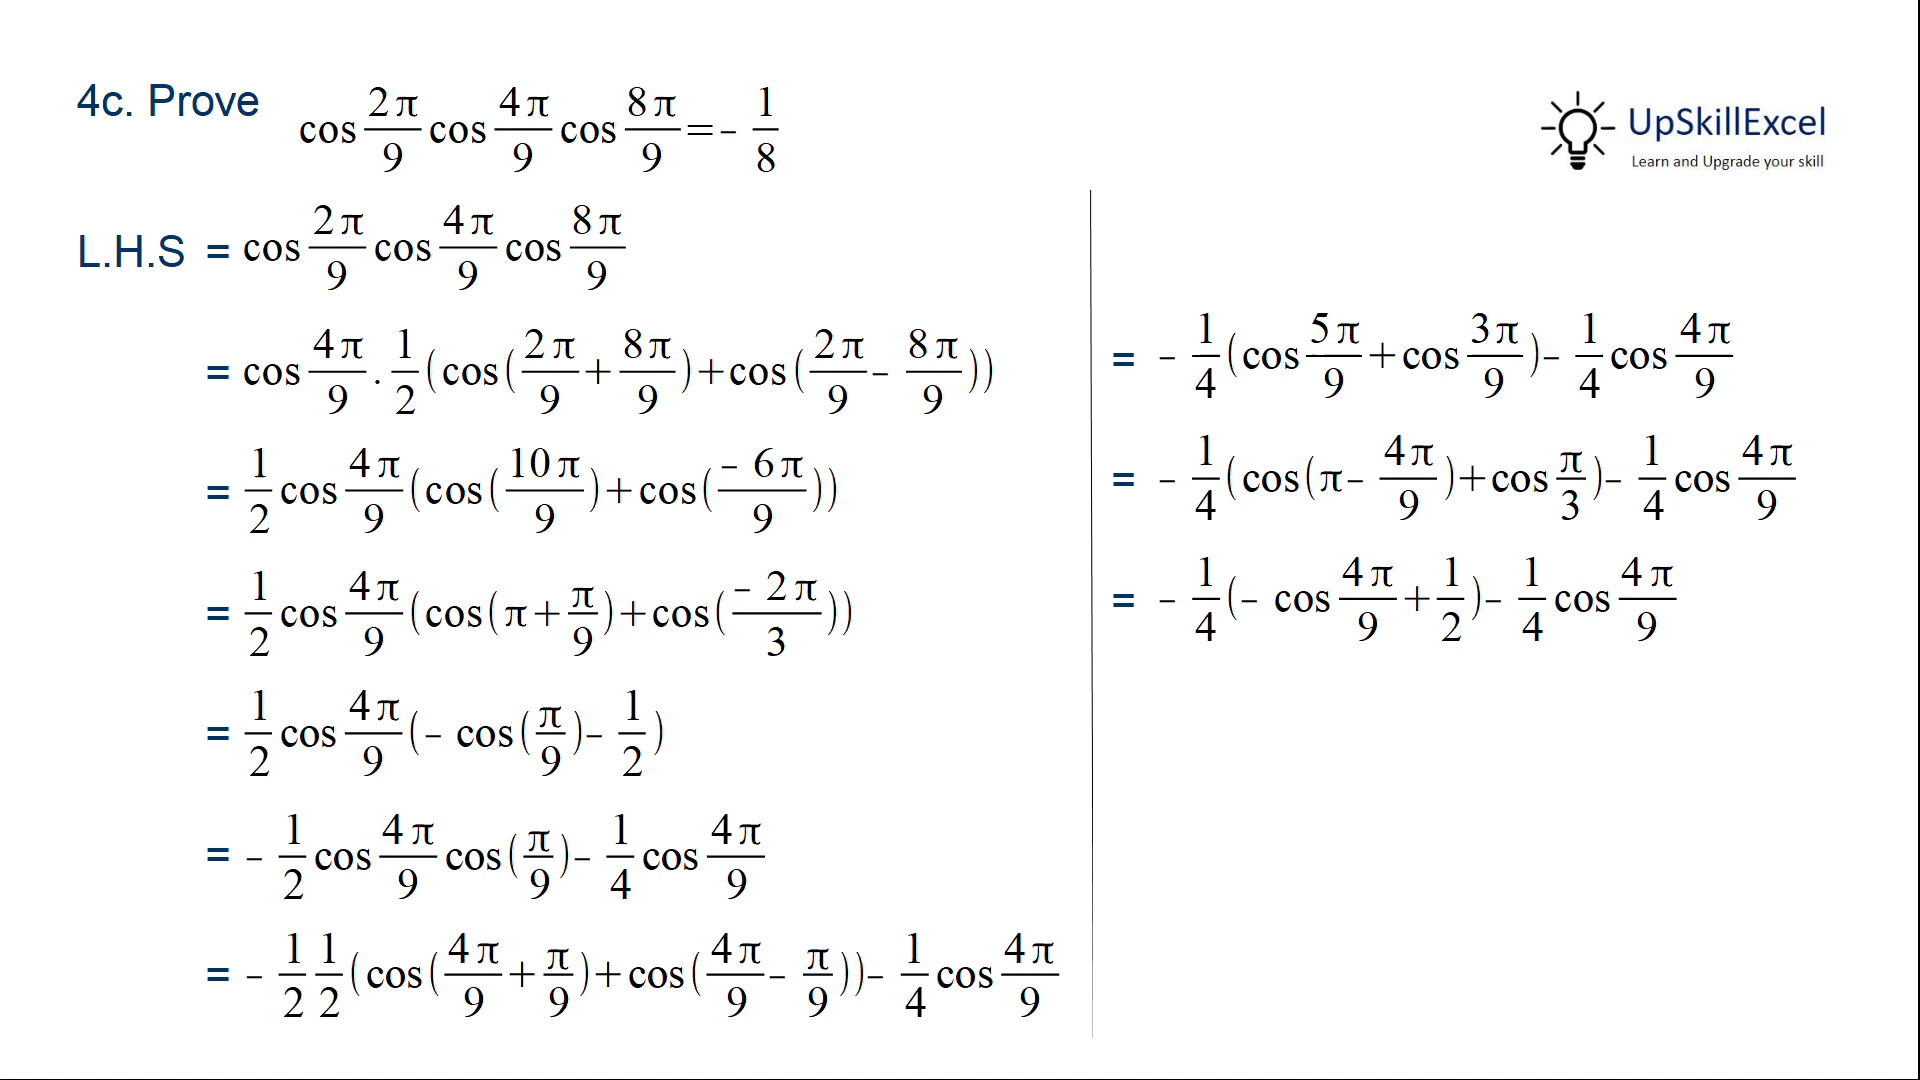 4c. Prove cos 2π/9 cos 4π/9 cos 8π/9 = - 1/8
UpSkillExcel
Learn and Upgrade your skill
L.H.S = cos 2π/9 cos 4π/9 cos 8π/9
= cos 4π/9 . 1/2 (cos(2π/9 + 8π/9) + cos(2π/9 - 8π/9))
= 1/2 cos 4π/9 (cos(10π/9) + cos(-6π/9))
= 1/2 cos 4π/9 (cos(π + π/9) + cos(-2π/3))
= 1/2 cos 4π/9 (- cos(π/9) - 1/2)
= - 1/2 cos 4π/9 cos(π/9) - 1/4 cos 4π/9
= - 1/2 1/2 (cos(4π/9 + π/9) + cos(4π/9 - π/9)) - 1/4 cos 4π/9
= - 1/4 (cos 5π/9 + cos 3π/9) - 1/4 cos 4π/9
= - 1/4 (cos(π - 4π/9) + cos π/3) - 1/4 cos 4π/9
= - 1/4 (- cos 4π/9 + 1/2) - 1/4 cos 4π/9